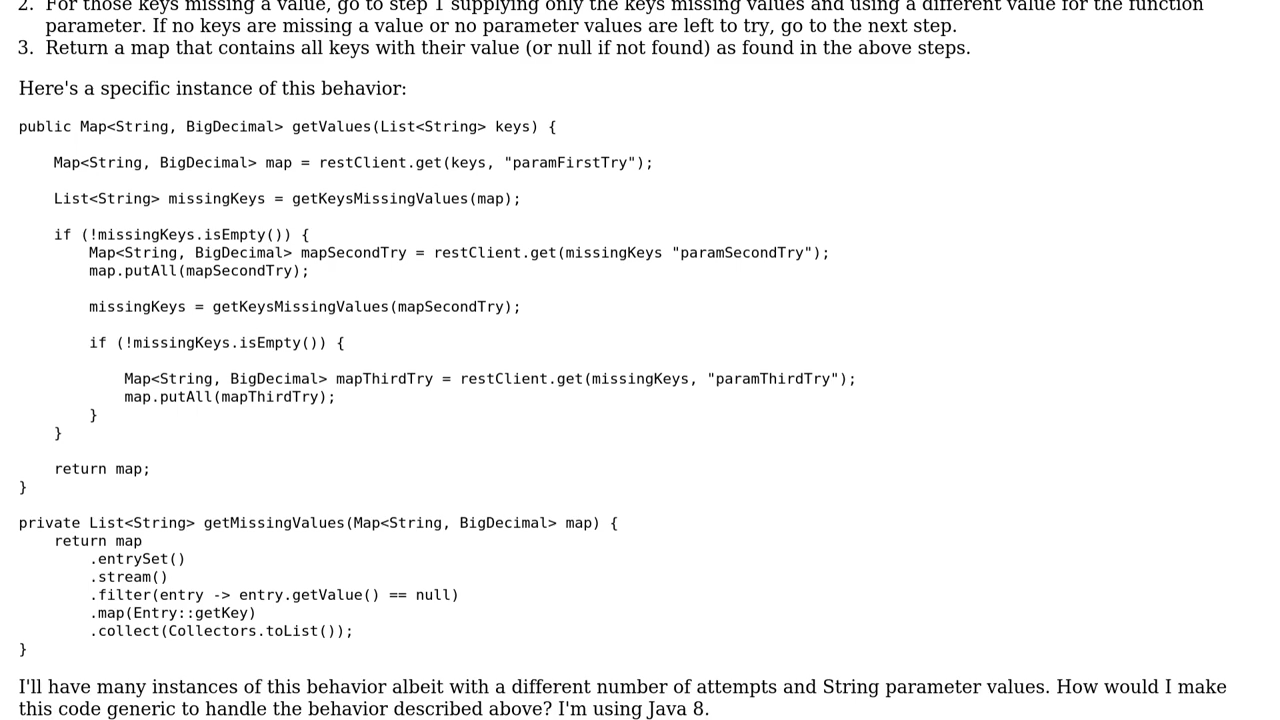 2. For those keys missing a value, go to step 1 supplying only the keys missing values and using a different value for the function
parameter. If no keys are missing a value or no parameter values are left to try, go to the next step.
3. Return a map that contains all keys with their value (or null if not found) as found in the above steps.
Here's a specific instance of this behavior:
public Map<String, BigDecimal> getValues(List<String> keys) {
    Map<String, BigDecimal> map = restClient.get(keys, "paramFirstTry");
    List<String> missingKeys = getKeysMissingValues(map);
    if (!missingKeys.isEmpty()) {
        Map<String, BigDecimal> mapSecondTry = restClient.get(missingKeys "paramSecondTry");
        map.putAll(mapSecondTry);
        missingKeys = getKeysMissingValues(mapSecondTry);
        if (!missingKeys.isEmpty()) {
            Map<String, BigDecimal> mapThirdTry = restClient.get(missingKeys, "paramThirdTry");
            map.putAll(mapThirdTry);
        }
    }
    return map;
}
private List<String> getMissingValues(Map<String, BigDecimal> map) {
    return map
        .entrySet()
        .stream()
        .filter(entry -> entry.getValue() == null)
        .map(Entry::getKey)
        .collect(Collectors.toList());
}
I'll have many instances of this behavior albeit with a different number of attempts and String parameter values. How would I make
this code generic to handle the behavior described above? I'm using Java 8.